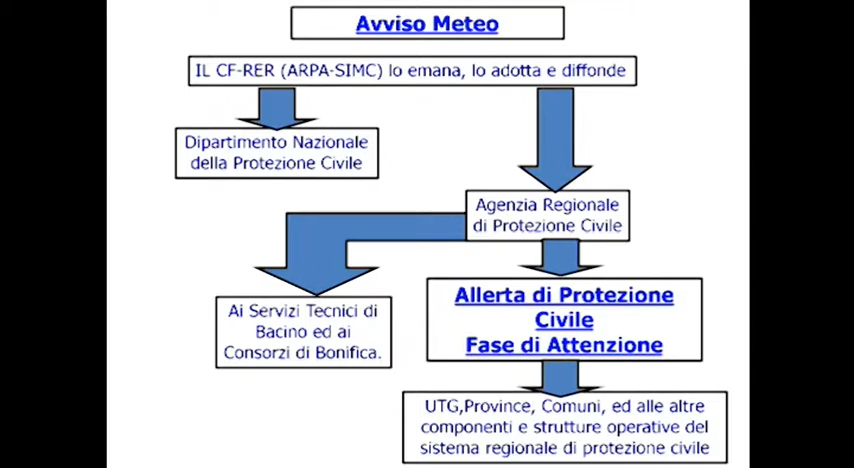 Avviso Meteo
IL CF-RER (ARPA-SIMC) lo emana, lo adotta e diffonde
Dipartimento Nazionale
della Protezione Civile
Agenzia Regionale
di Protezione Civile
Ai Servizi Tecnici di
Bacino ed ai
Consorzi di Bonifica.
Allerta di Protezione
Civile
Fase di Attenzione
UTG,Province, Comuni, ed alle altre
componenti e strutture operative del
sistema regionale di protezione civile